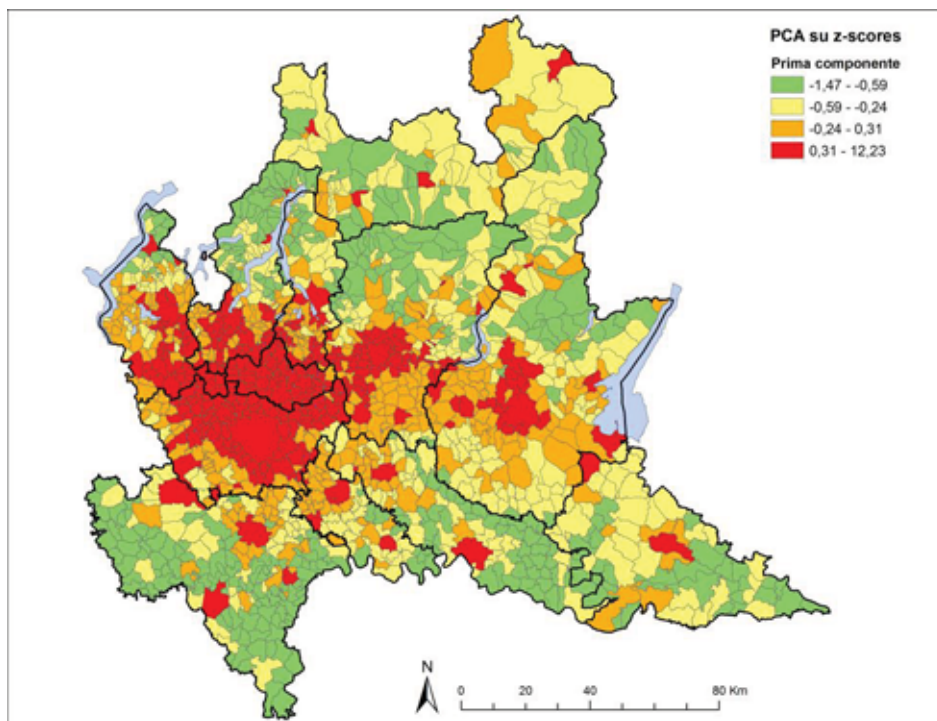 PCA su z-scores
Prima componente
-1,47 - -0,59
-0,59 - -0,24
-0,24 - 0,31
0,31 - 12,23
N
0 20 40 80 Km